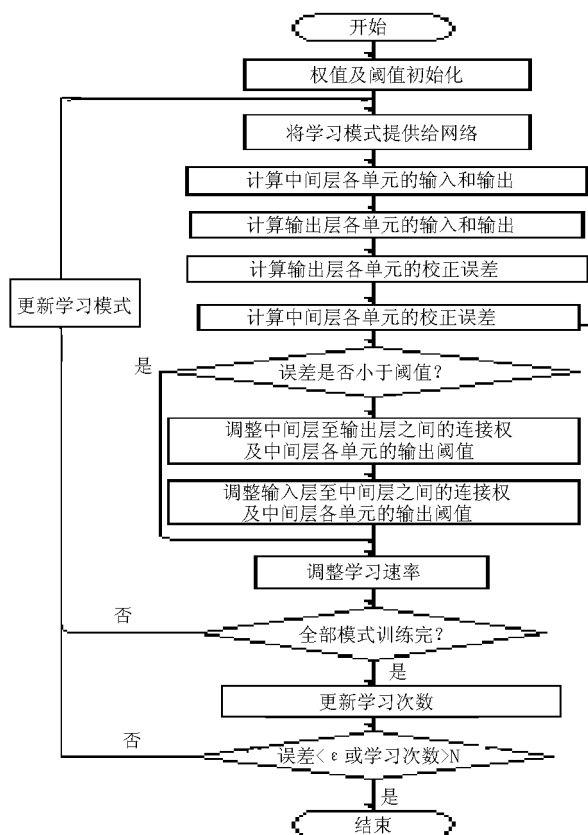 开始
权值及阈值初始化
将学习模式提供给网络
计算中间层各单元的输入和输出
计算输出层各单元的输入和输出
计算输出层各单元的校正误差
更新学习模式
计算中间层各单元的校正误差
是
误差是否小于阈值?
调整中间层至输出层之间的连接权
及中间层各单元的输出阈值
调整输入层至中间层之间的连接权
及中间层各单元的输出阈值
调整学习速率
否
全部模式训练完?
是
更新学习次数
否
误差<ε或学习次数>N
是
结束